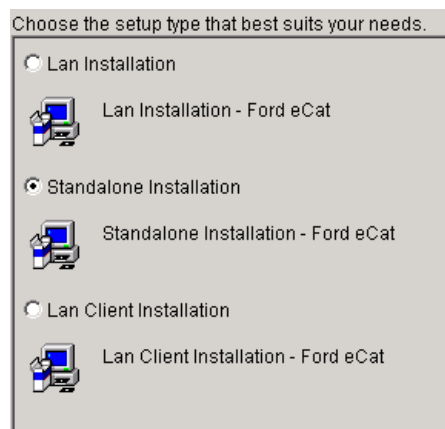 Choose the setup type that best suits your needs.
Lan Installation
Lan Installation - Ford eCat
Standalone Installation
Standalone Installation - Ford eCat
Lan Client Installation
Lan Client Installation - Ford eCat